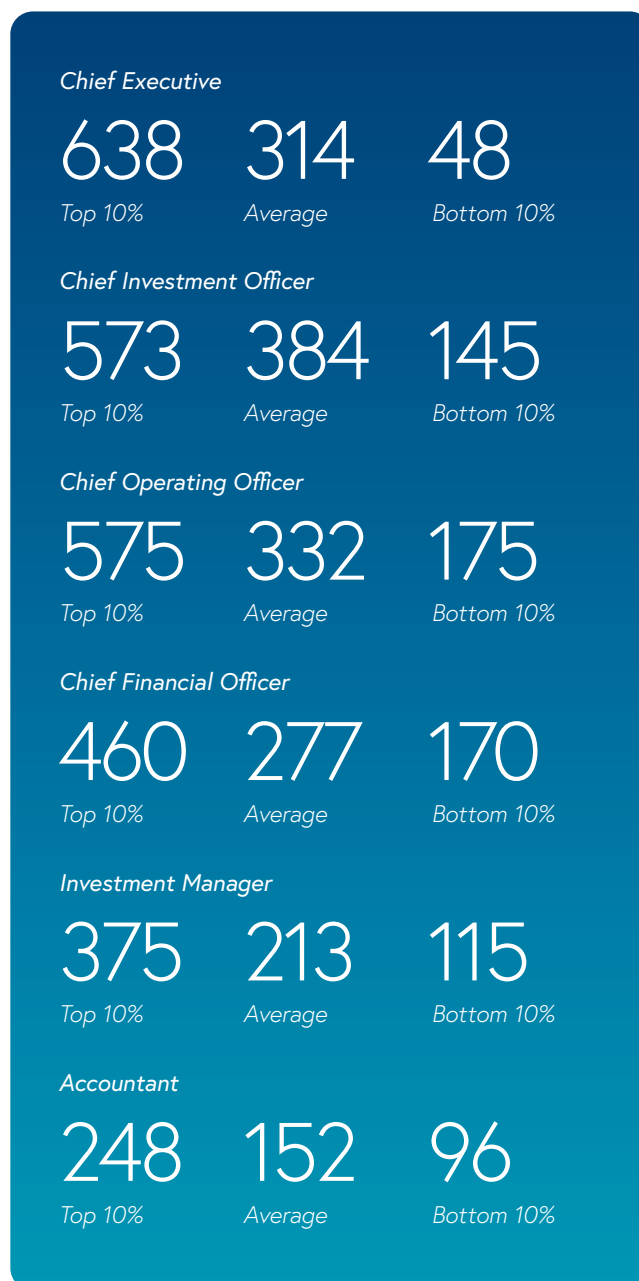 Chief Executive
638 314 48
Top 10% Average Bottom 10%
Chief Investment Officer
573 384 145
Top 10% Average Bottom 10%
Chief Operating Officer
575 332 175
Top 10% Average Bottom 10%
Chief Financial Officer
460 277 170
Top 10% Average Bottom 10%
Investment Manager
375 213 115
Top 10% Average Bottom 10%
Accountant
248 152 96
Top 10% Average Bottom 10%